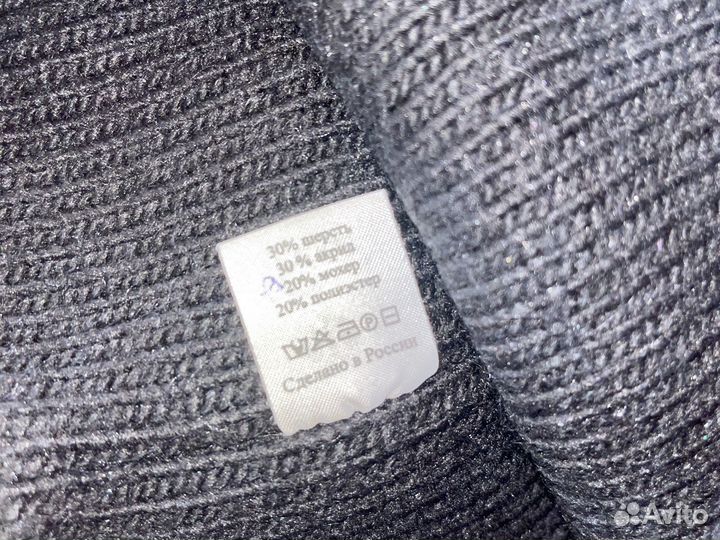 30% шерсть
30 % акрил
20% мохер
20% полиэстер
Сделано в России
Avito